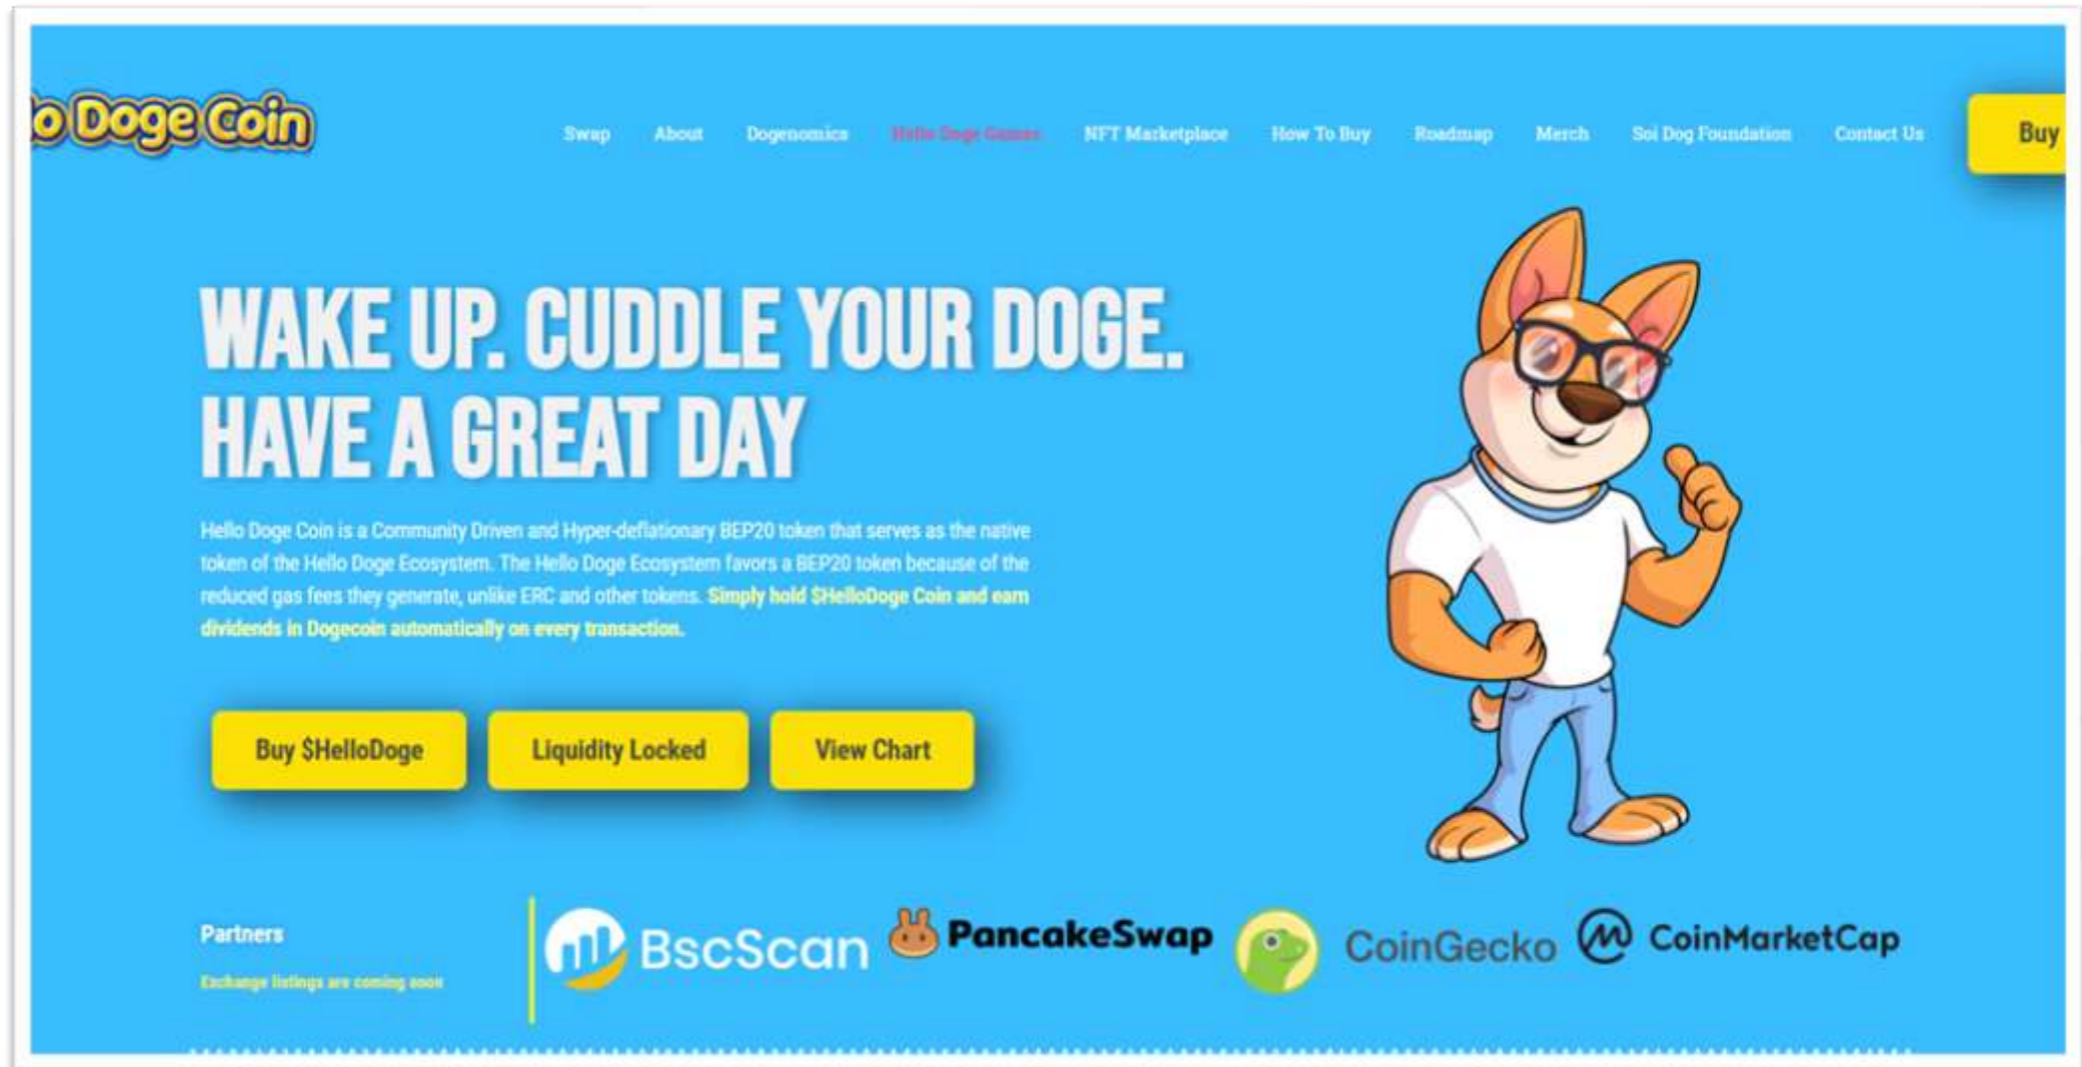 lo Doge Coin
Swap About Dogenomics Hello Doge Games NFT Marketplace How To Buy Roadmap Merch Soi Dog Foundation Contact Us Buy
WAKE UP. CUDDLE YOUR DOGE.
HAVE A GREAT DAY
Hello Doge Coin is a Community Driven and Hyper-deflationary BEP20 token that serves as the native
token of the Hello Doge Ecosystem. The Hello Doge Ecosystem favors a BEP20 token because of the
reduced gas fees they generate, unlike ERC and other tokens. Simply hold $HelloDoge Coin and earn
dividends in Dogecoin automatically on every transaction.
Buy $HelloDoge Liquidity Locked View Chart
Partners
Exchange listings are coming soon
BscScan PancakeSwap CoinGecko CoinMarketCap